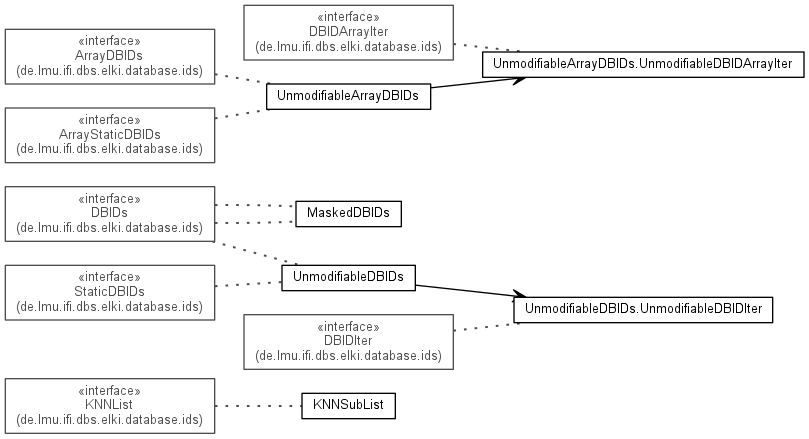 «interface»
DBIDArrayIter
(de.lmu.ifi.dbs.elki.database.ids)
«interface»
ArrayDBIDs
(de.lmu.ifi.dbs.elki.database.ids)
UnmodifiableArrayDBIDs.UnmodifiableDBIDArrayIter
UnmodifiableArrayDBIDs
«interface»
ArrayStaticDBIDs
(de.lmu.ifi.dbs.elki.database.ids)
«interface»
DBIDs
(de.lmu.ifi.dbs.elki.database.ids)
MaskedDBIDs
«interface»
StaticDBIDs
(de.lmu.ifi.dbs.elki.database.ids)
UnmodifiableDBIDs
UnmodifiableDBIDs.UnmodifiableDBIDIter
«interface»
DBIDIter
(de.lmu.ifi.dbs.elki.database.ids)
«interface»
KNNList
(de.lmu.ifi.dbs.elki.database.ids)
KNNSubList